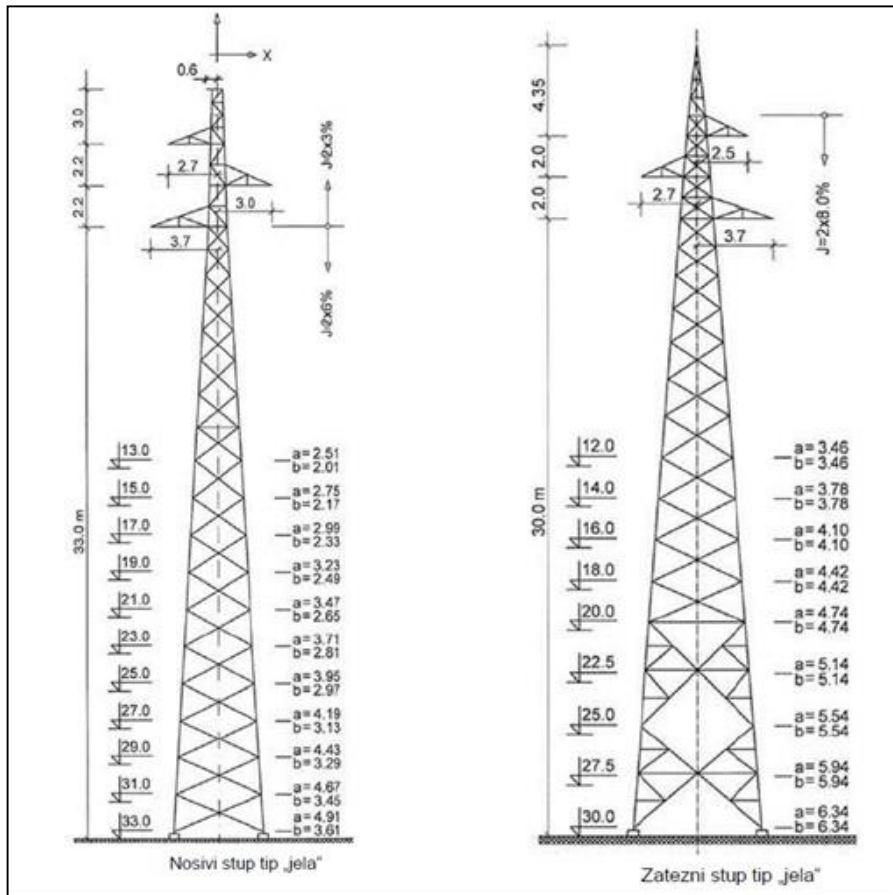 X
0.6
3.0
2.2
2.2
33.0 m
2.7
3.0
3.7
J=2x3%
J=2x6%
13.0
a=2.51
b=2.01
15.0
a=2.75
b=2.17
17.0
a=2.99
b=2.33
19.0
a=3.23
b=2.49
21.0
a=3.47
b=2.65
23.0
a=3.71
b=2.81
25.0
a=3.95
b=2.97
27.0
a=4.19
b=3.13
29.0
a=4.43
b=3.29
31.0
a=4.67
b=3.45
33.0
a=4.91
b=3.61
Nosivi stup tip „jela“
4.35
2.0
2.0
30.0 m
2.5
2.7
3.7
J=2x8.0%
12.0
a=3.46
b=3.46
14.0
a=3.78
b=3.78
16.0
a=4.10
b=4.10
18.0
a=4.42
b=4.42
20.0
a=4.74
b=4.74
22.5
a=5.14
b=5.14
25.0
a=5.54
b=5.54
27.5
a=5.94
b=5.94
30.0
a=6.34
b=6.34
Zatezni stup tip „jela“